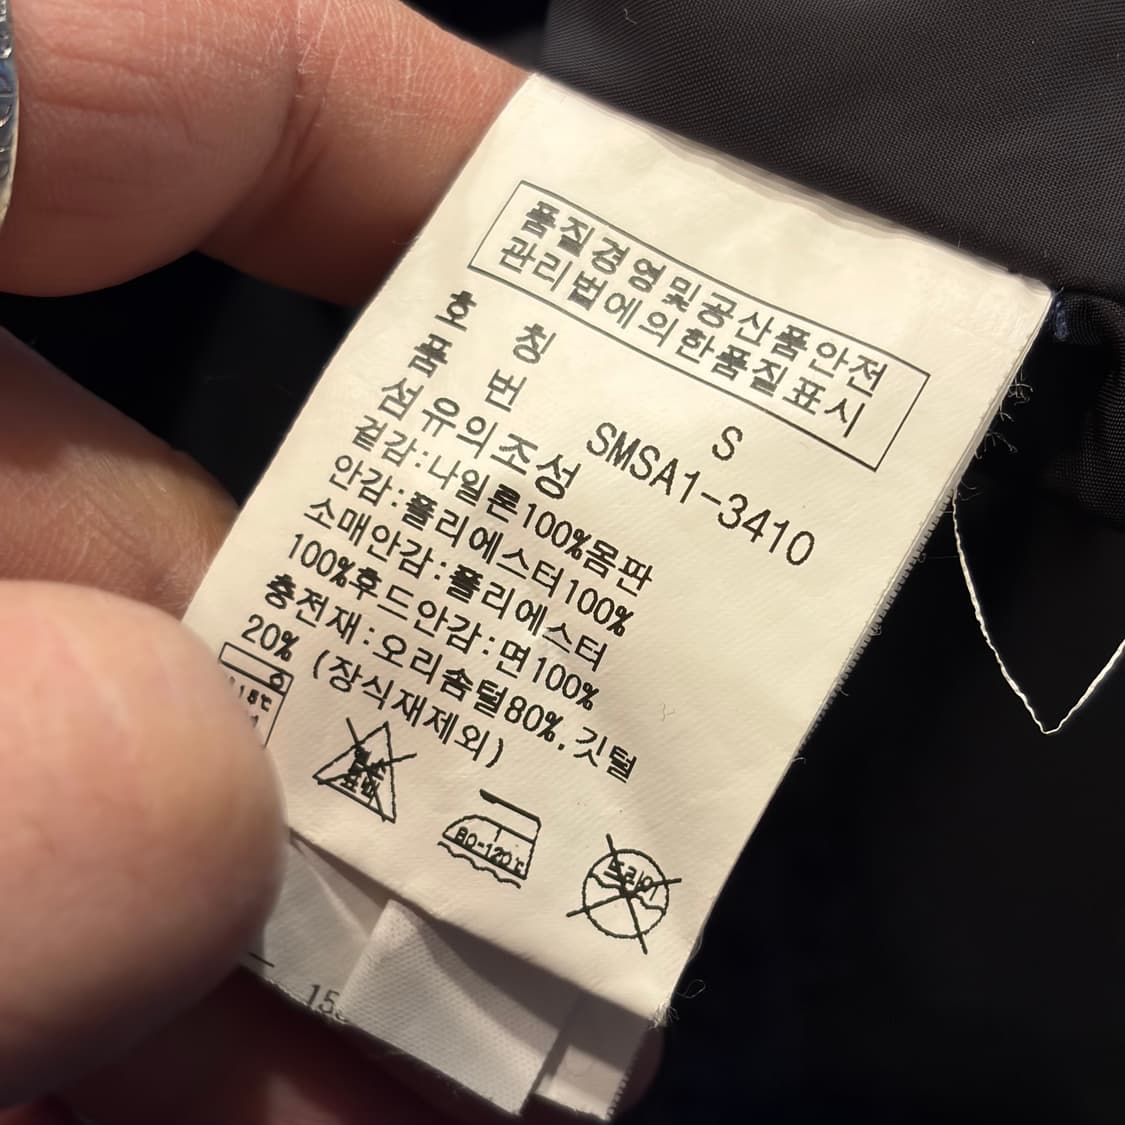 품질경영및공산품안전
관리법에의한품질표시
호 칭 S
품 번 SMSA1-3410
섬유의조성
겉감:나일론100%몸판
안감:폴리에스터100%
소매안감:폴리에스터
100%후드안감:면100%
충전재:오리솜털80%.깃털
20% (장식재제외)
80-120℃
드라이